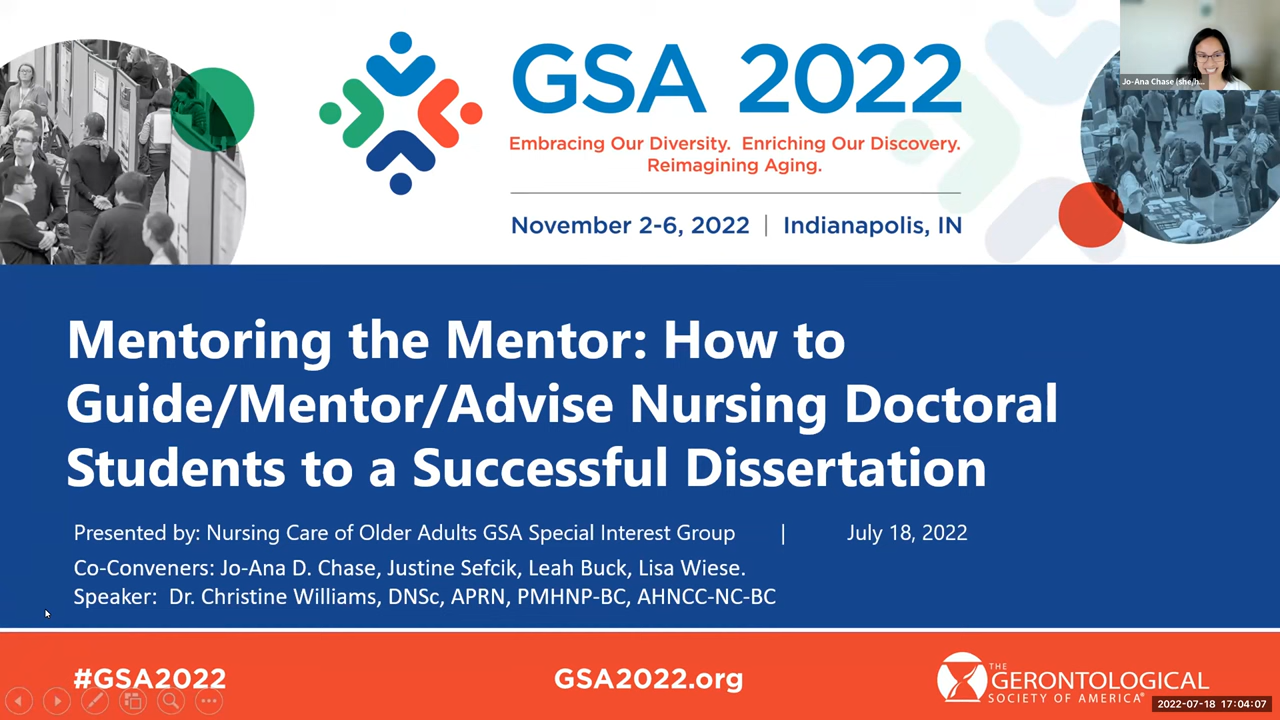 GSA 2022
Embracing Our Diversity. Enriching Our Discovery.
Reimagining Aging.
November 2-6, 2022 | Indianapolis, IN
Jo-Ana Chase (she/h...
Mentoring the Mentor: How to
Guide/Mentor/Advise Nursing Doctoral
Students to a Successful Dissertation
Presented by: Nursing Care of Older Adults GSA Special Interest Group | July 18, 2022
Co-Conveners: Jo-Ana D. Chase, Justine Sefcik, Leah Buck, Lisa Wiese.
Speaker: Dr. Christine Williams, DNSc, APRN, PMHNP-BC, AHNCC-NC-BC
#GSA2022
GSA2022.org
THE
GERONTOLOGICAL
SOCIETY OF AMERICA®
2022-07-18 17:04:07